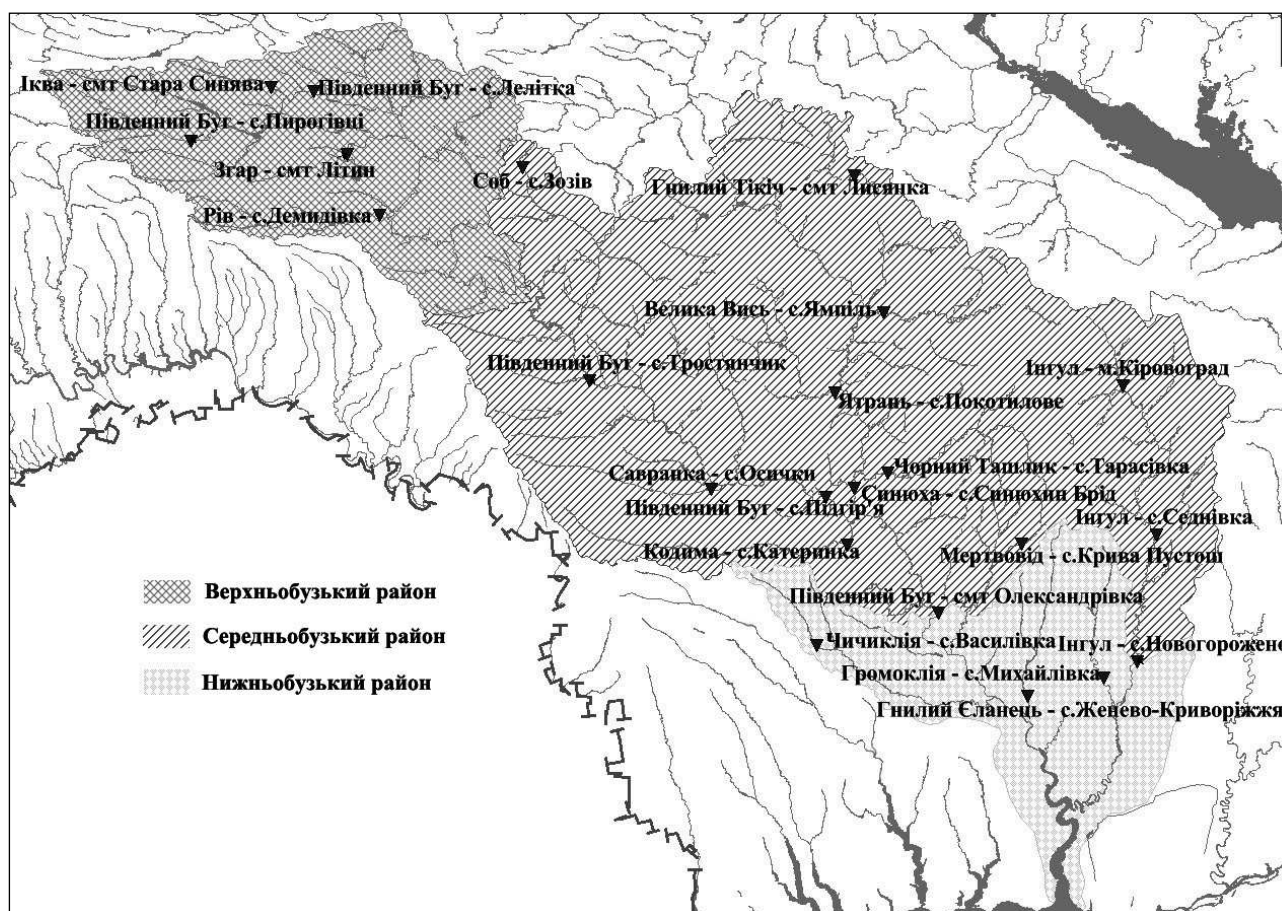 Іква - смт Стара Синява
Південний Буг - с.Лелітка
Південний Буг - с.Пирогівці
Згар - смт Літин
Соб - с.Зозів
Гнилий Тікіч - смт Лисянка
Рів - с.Демидівка
Велика Вись - с.Ямпіль
Південний Буг - с.Тростянчик
Інгул - м.Кіровоград
Ятрань - с.Покотилове
Савранка - с.Осички
Чорний Ташлик - с.Тарасівка
Синюха - с.Синюхин Брід
Південний Буг - с.Підгір'я
Інгул - с.Седнівка
Кодима - с.Катеринка
Мертвовід - с.Крива Пустош
Південний Буг - смт Олександрівка
Чичиклія - с.Василівка
Інгул - с.Новогорожене
Громоклія - с.Михайлівка
Гнилий Єланець - с.Женево-Криворіжжя
Верхньобузький район
Середньобузький район
Нижньобузький район